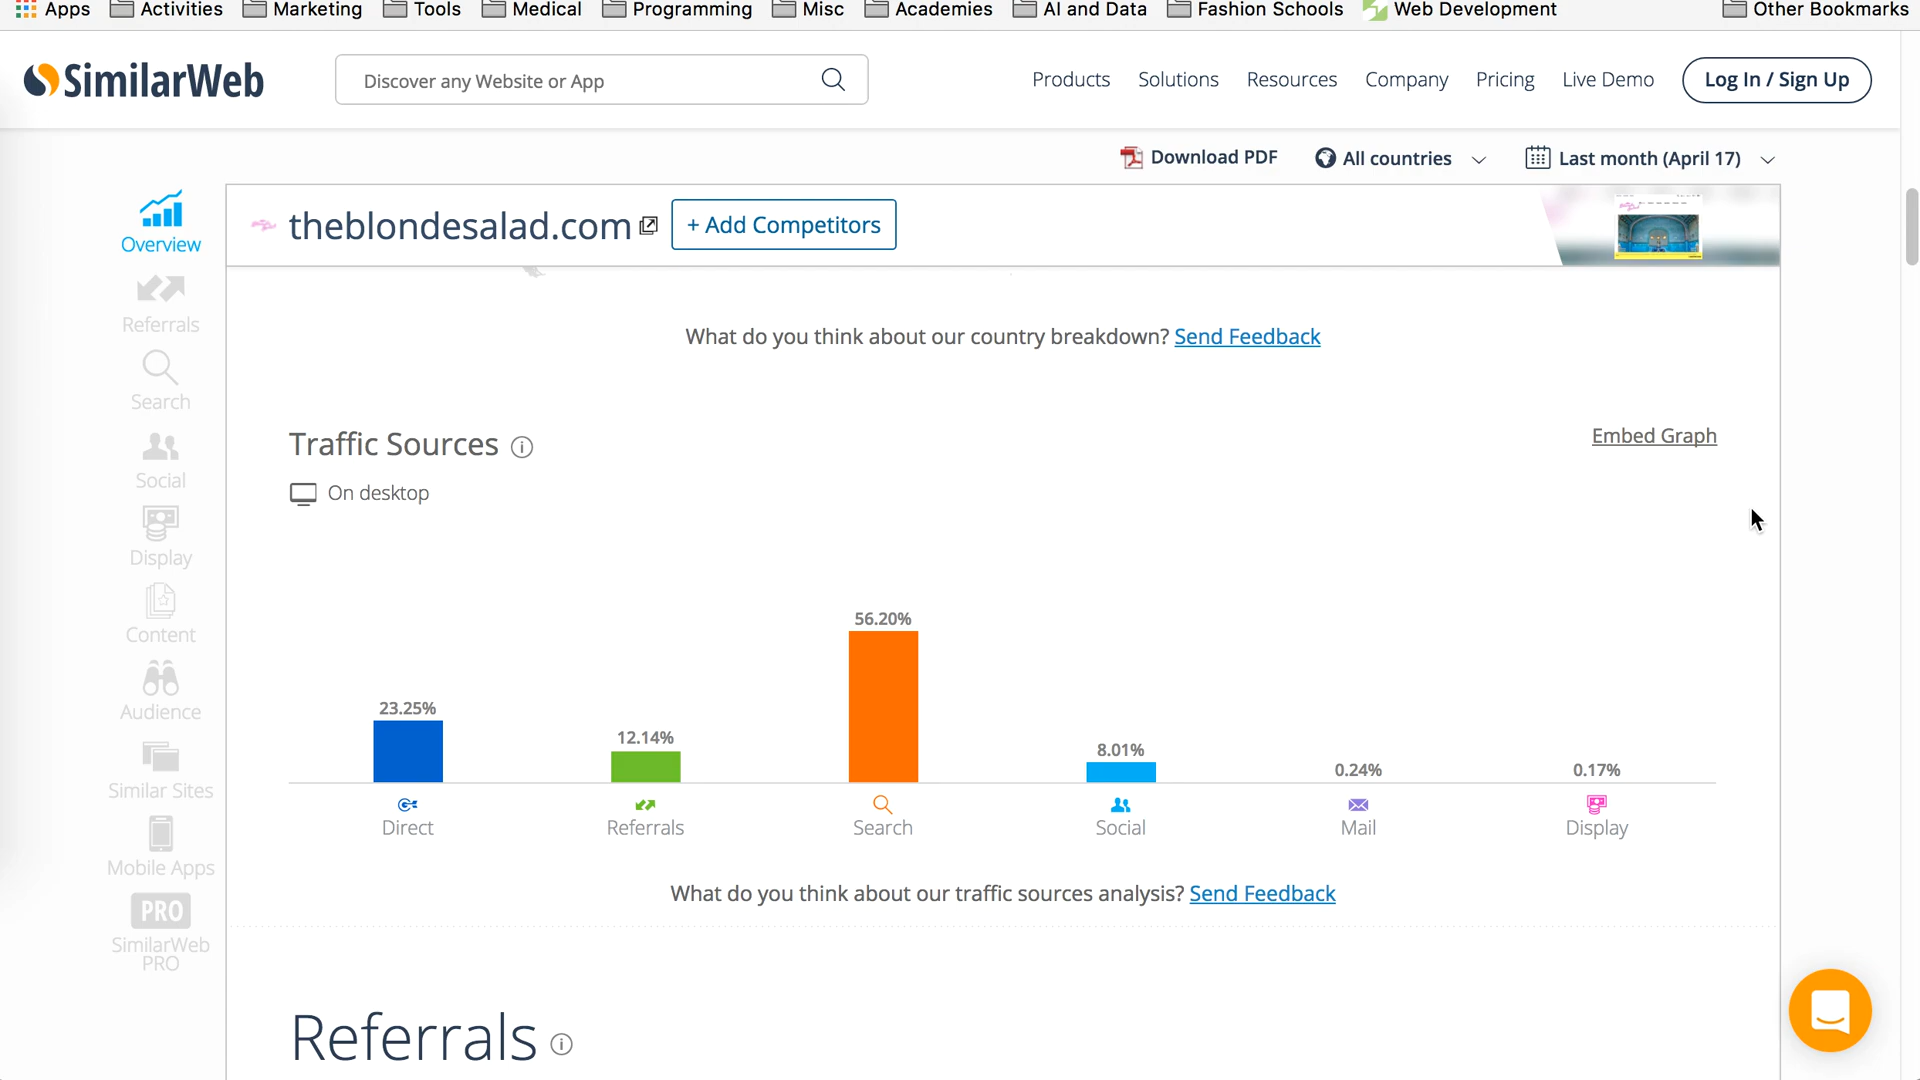 Apps Activities Marketing Tools Medical Programming Misc Academies AI and Data Fashion Schools Web Development Other Bookmarks
SimilarWeb Discover any Website or App Products Solutions Resources Company Pricing Live Demo Log In / Sign Up
Download PDF All countries Last month (April 17)
theblondesalad.com + Add Competitors
Overview
Referrals
Search
Social
Display
Content
Audience
Similar Sites
Mobile Apps
PRO
SimilarWeb
PRO
What do you think about our country breakdown? Send Feedback
Traffic Sources
Embed Graph
On desktop
23.25% 12.14% 56.20% 8.01% 0.24% 0.17%
Direct Referrals Search Social Mail Display
What do you think about our traffic sources analysis? Send Feedback
Referrals